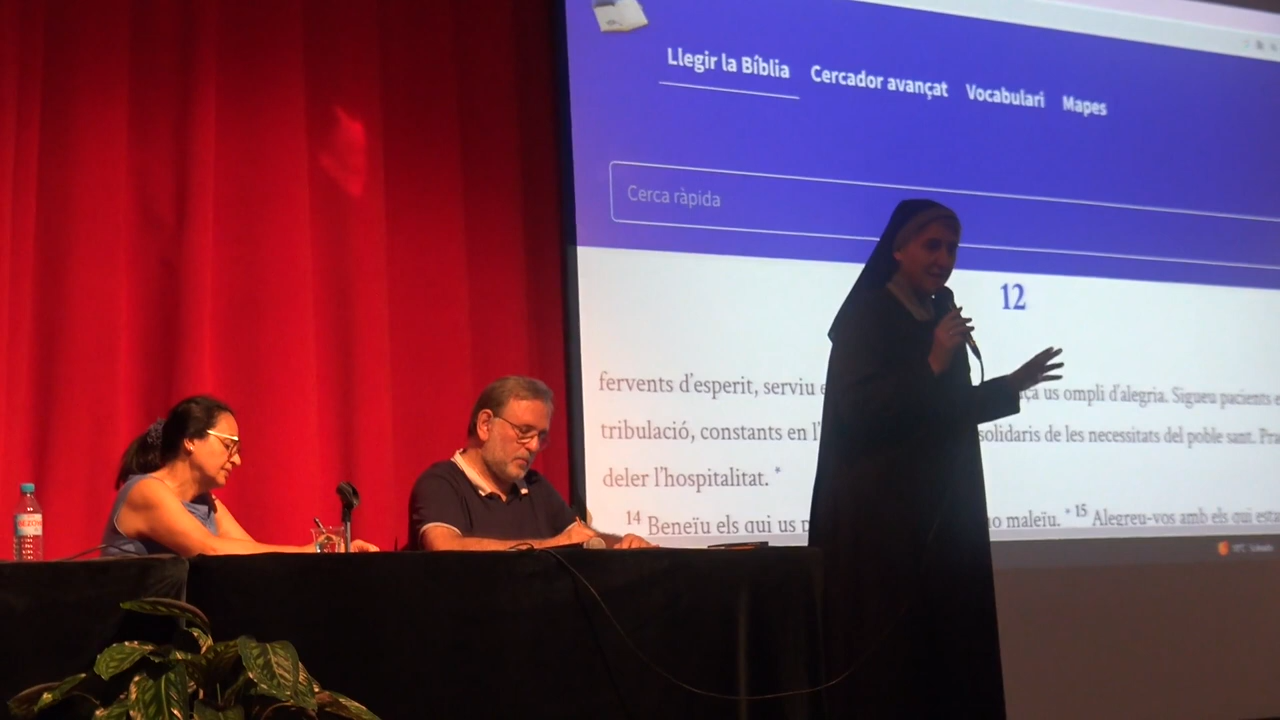 Llegir la Bíblia Cercador avançat Vocabulari Mapes
Cerca ràpida
12
fervents d'esperit, serviu us ompli d'alegria. Sigueu pacients
tribulació, constants en solidaris de les necessitats del poble sant.
deler l'hospitalitat. *
14 Beneïu els qui us maleïu. * 15 Alegreu-vos amb els qui